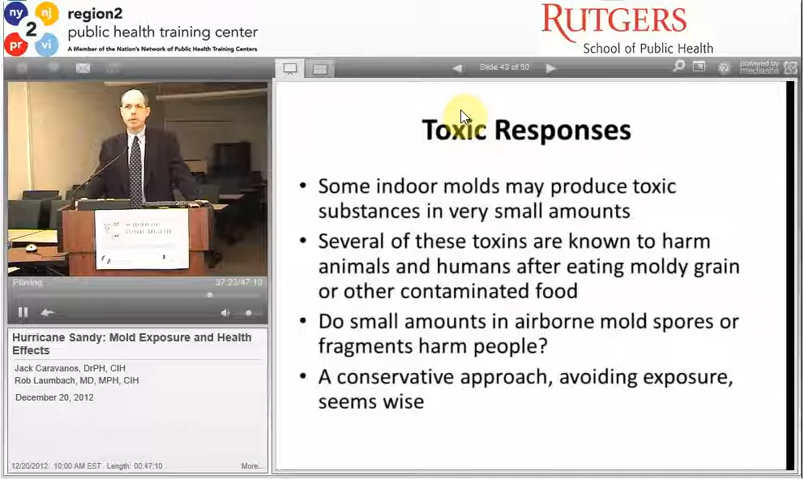 ny
nj
2
pr
vi
region2
public health training center
A Member of the Nation's Network of Public Health Training Centers
RUTGERS
School of Public Health
Slide 43 of 50
powered by
mediasite
Playing
37:23/47:10
Hurricane Sandy: Mold Exposure and Health
Effects
Jack Caravanos, DrPH, CIH
Rob Laumbach, MD, MPH, CIH
December 20, 2012
12/20/2012 10:00 AM EST Length: 00:47:10
More...
Toxic Responses
• Some indoor molds may produce toxic
substances in very small amounts
• Several of these toxins are known to harm
animals and humans after eating moldy grain
or other contaminated food
• Do small amounts in airborne mold spores or
fragments harm people?
• A conservative approach, avoiding exposure,
seems wise